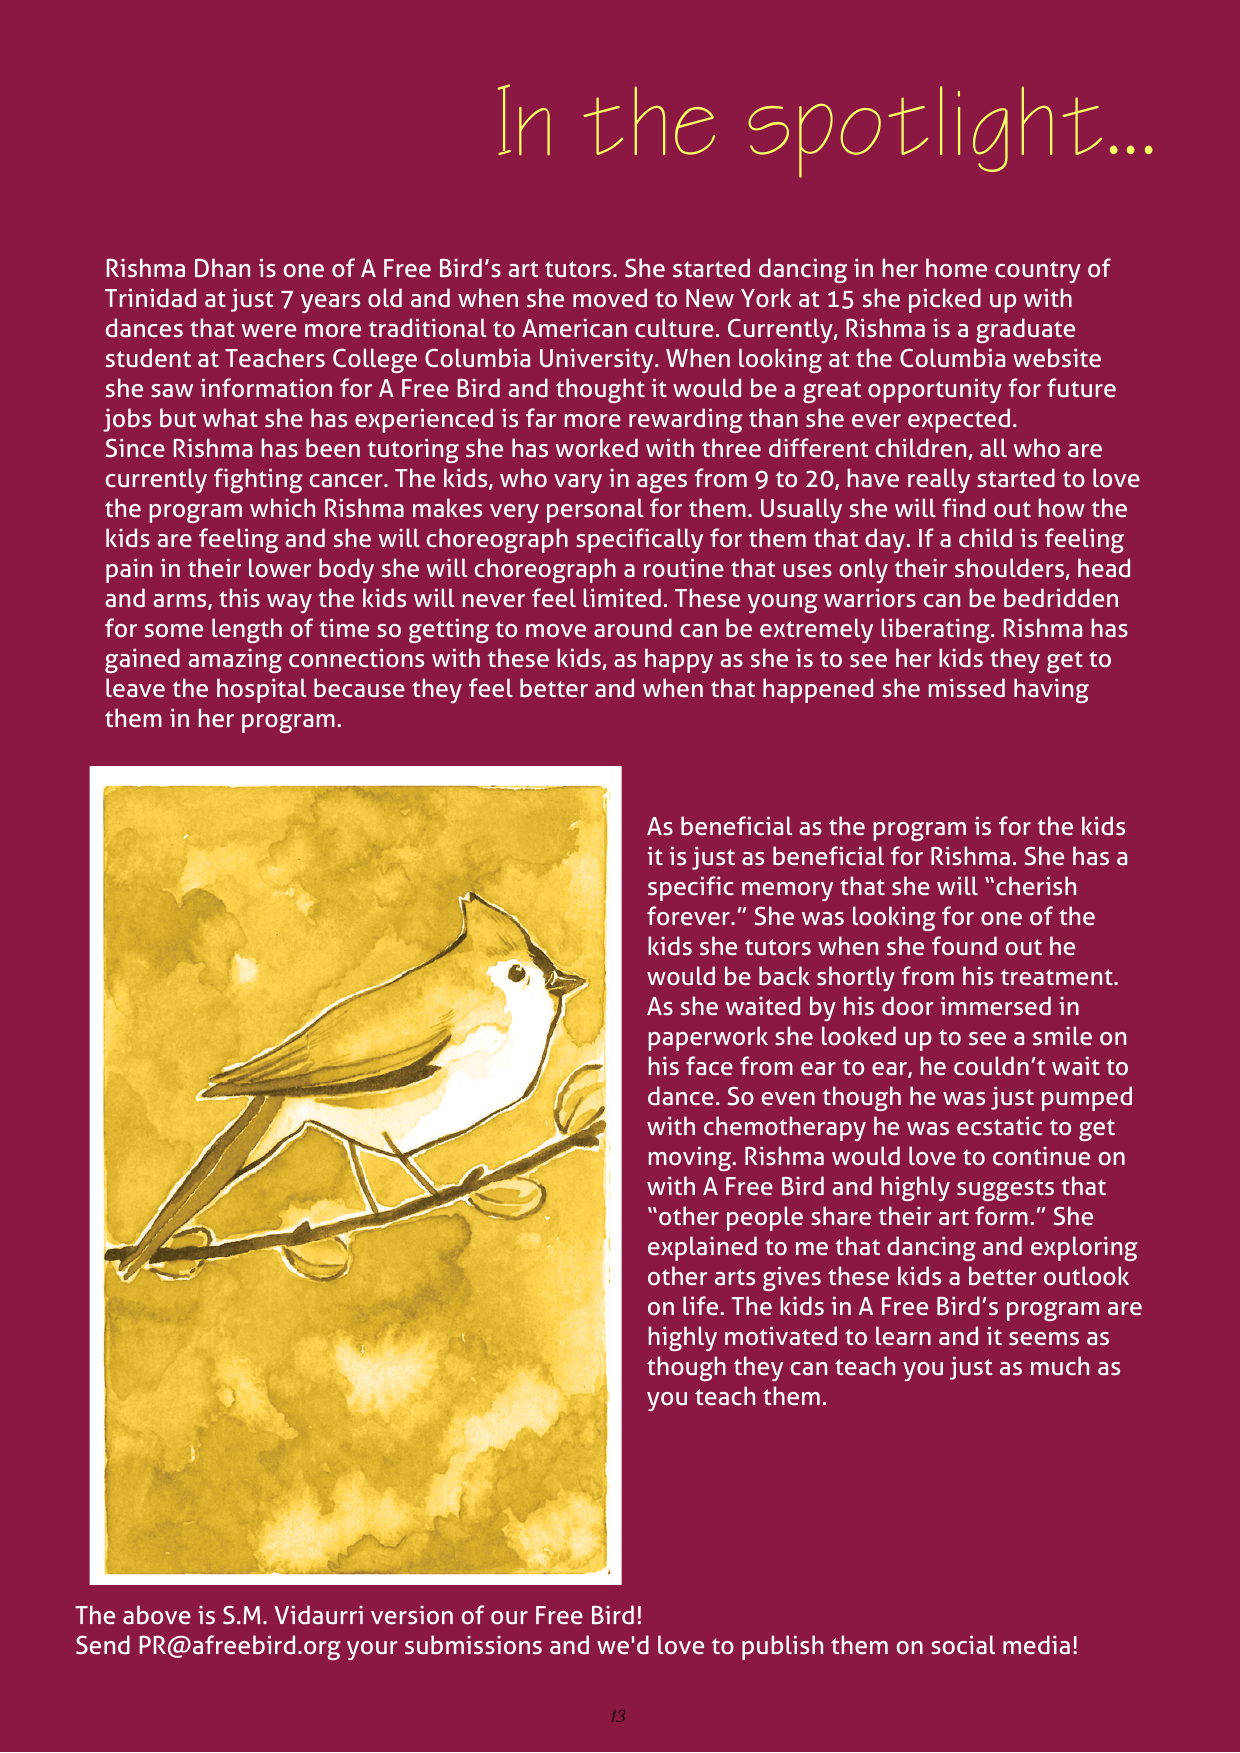 In the spotlight...
Rishma Dhan is one of A Free Bird’s art tutors. She started dancing in her home country of
Trinidad at just 7 years old and when she moved to New York at 15 she picked up with
dances that were more traditional to American culture. Currently, Rishma is a graduate
student at Teachers College Columbia University. When looking at the Columbia website
she saw information for A Free Bird and thought it would be a great opportunity for future
jobs but what she has experienced is far more rewarding than she ever expected.
Since Rishma has been tutoring she has worked with three different children, all who are
currently fighting cancer. The kids, who vary in ages from 9 to 20, have really started to love
the program which Rishma makes very personal for them. Usually she will find out how the
kids are feeling and she will choreograph specifically for them that day. If a child is feeling
pain in their lower body she will choreograph a routine that uses only their shoulders, head
and arms, this way the kids will never feel limited. These young warriors can be bedridden
for some length of time so getting to move around can be extremely liberating. Rishma has
gained amazing connections with these kids, as happy as she is to see her kids they get to
leave the hospital because they feel better and when that happened she missed having
them in her program.
As beneficial as the program is for the kids
it is just as beneficial for Rishma. She has a
specific memory that she will “cherish
forever.” She was looking for one of the
kids she tutors when she found out he
would be back shortly from his treatment.
As she waited by his door immersed in
paperwork she looked up to see a smile on
his face from ear to ear, he couldn’t wait to
dance. So even though he was just pumped
with chemotherapy he was ecstatic to get
moving. Rishma would love to continue on
with A Free Bird and highly suggests that
“other people share their art form.” She
explained to me that dancing and exploring
other arts gives these kids a better outlook
on life. The kids in A Free Bird’s program are
highly motivated to learn and it seems as
though they can teach you just as much as
you teach them.
The above is S.M. Vidaurri version of our Free Bird!
Send PR@afreebird.org your submissions and we'd love to publish them on social media!
13